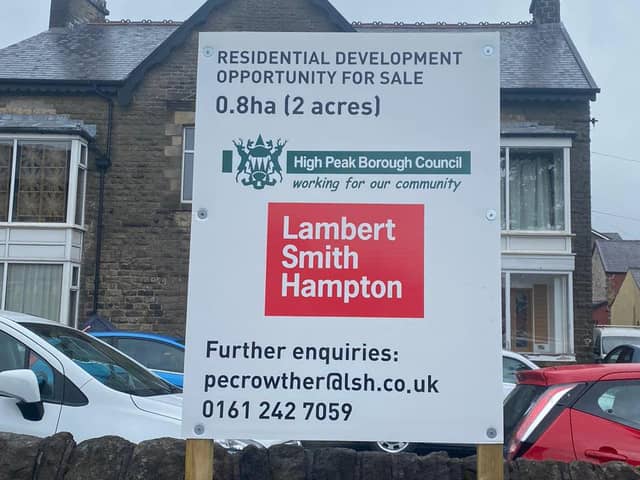 RESIDENTIAL DEVELOPMENT
OPPORTUNITY FOR SALE
0.8ha (2 acres)
High Peak Borough Council
working for our community
Lambert
Smith
Hampton
Further enquiries:
pecrowther@lsh.co.uk
0161 242 7059